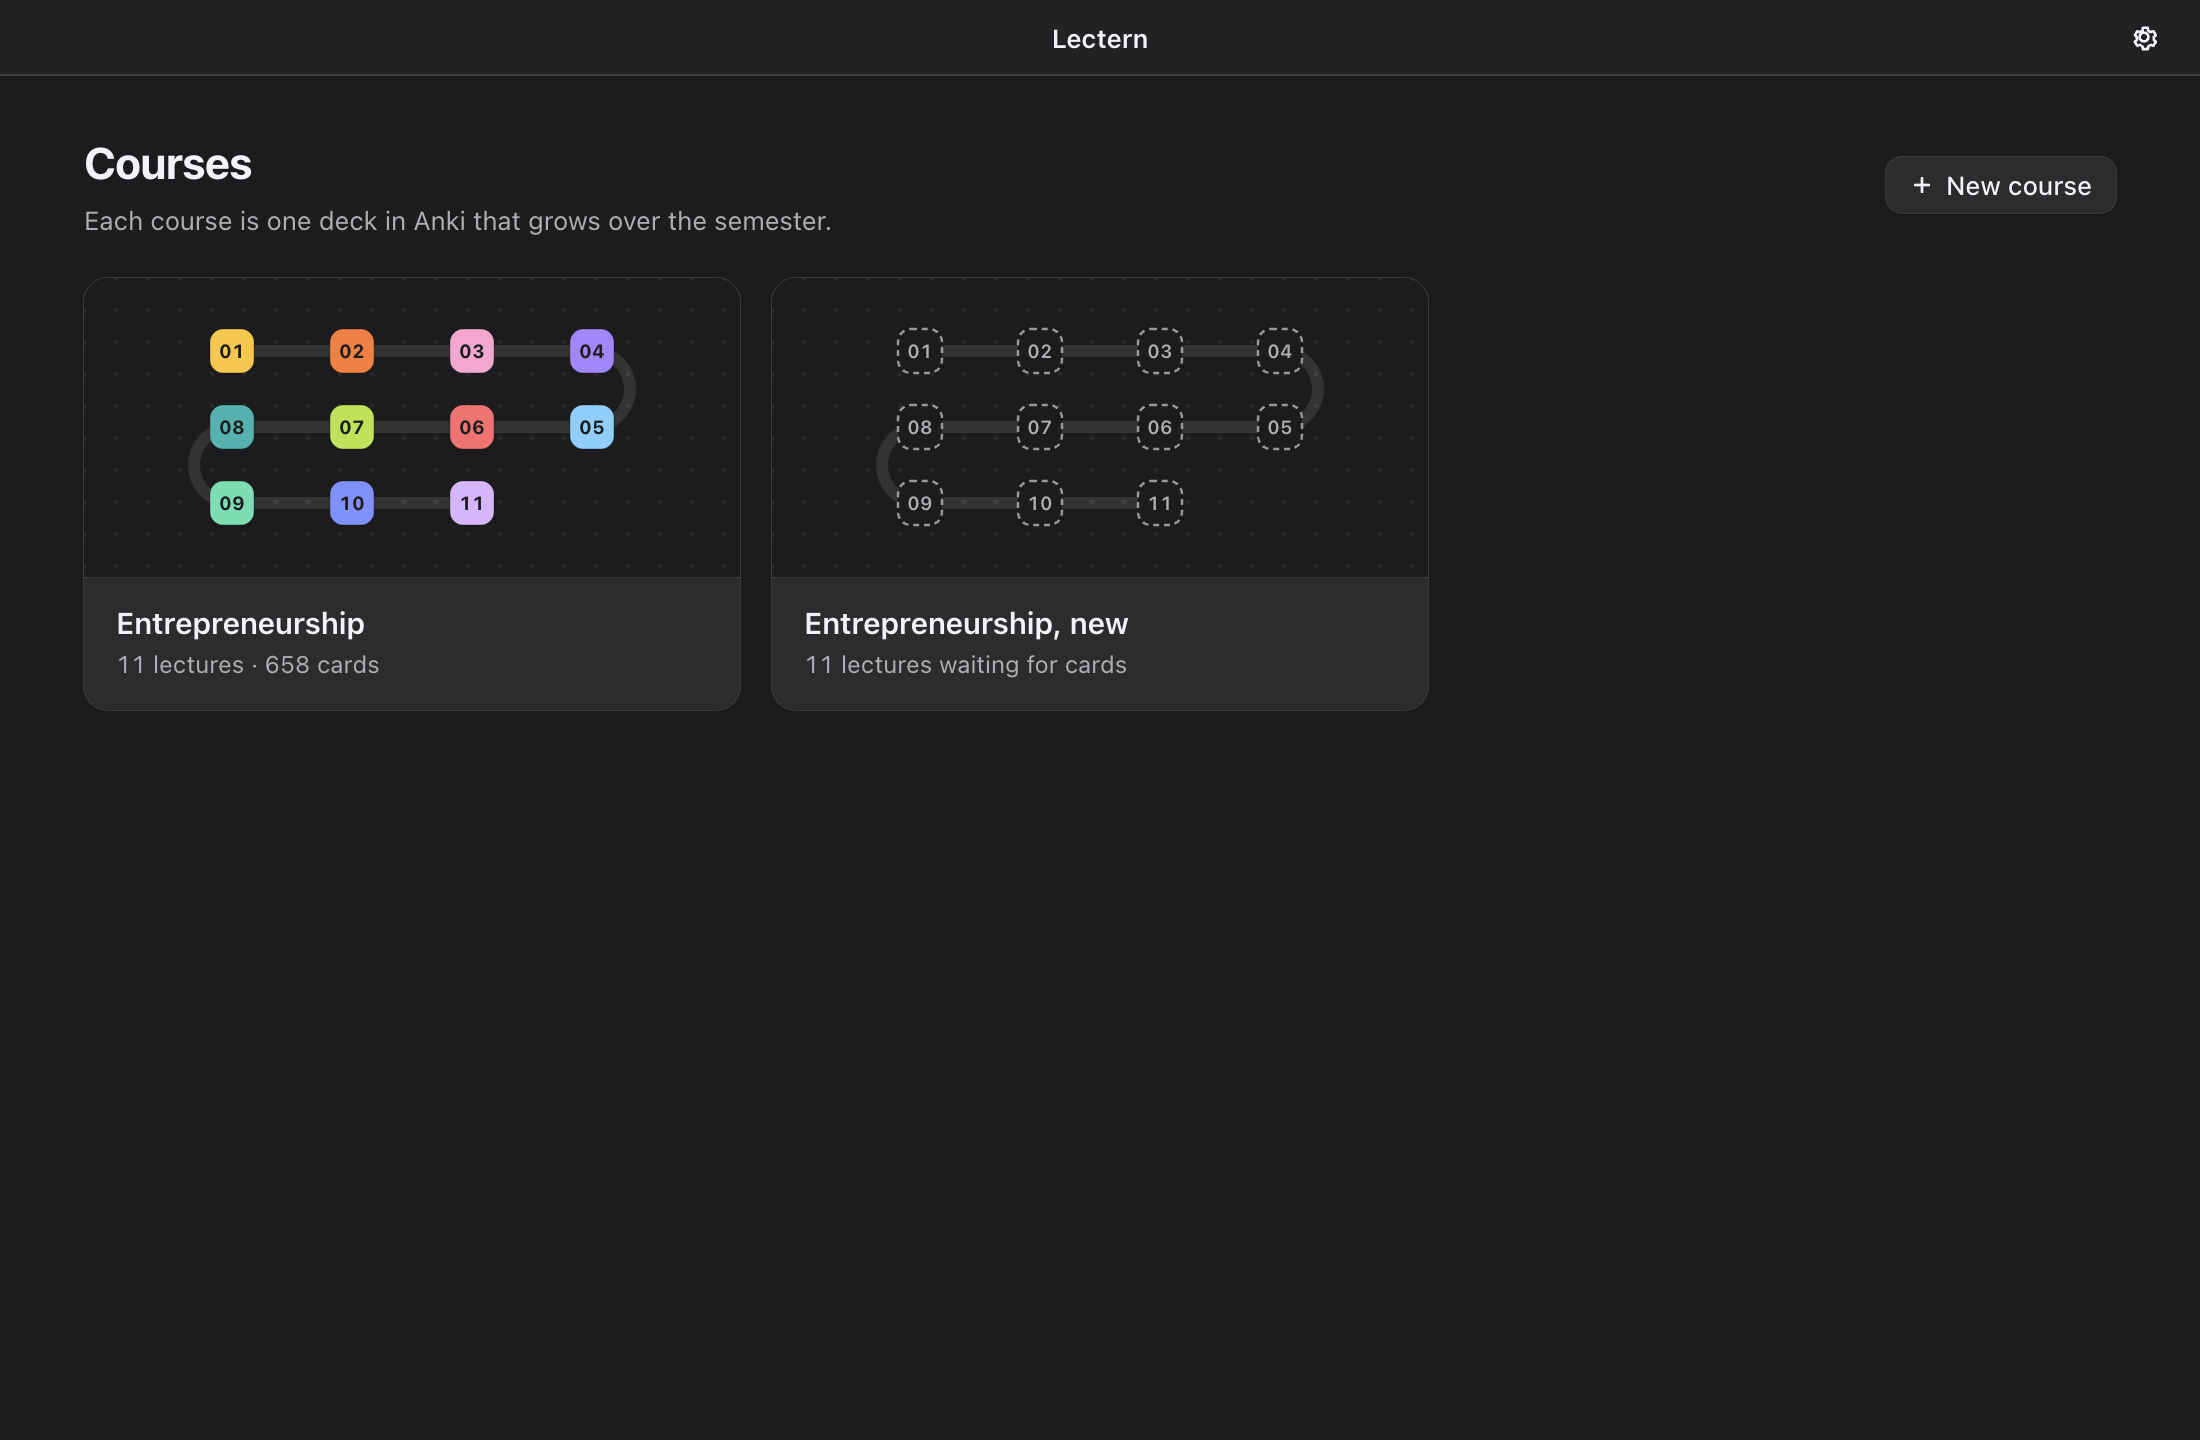 Lectern
Courses
Each course is one deck in Anki that grows over the semester.
+ New course
01 02 03 04
08 07 06 05
09 10 11
Entrepreneurship
11 lectures · 658 cards
01 02 03 04
08 07 06 05
09 10 11
Entrepreneurship, new
11 lectures waiting for cards